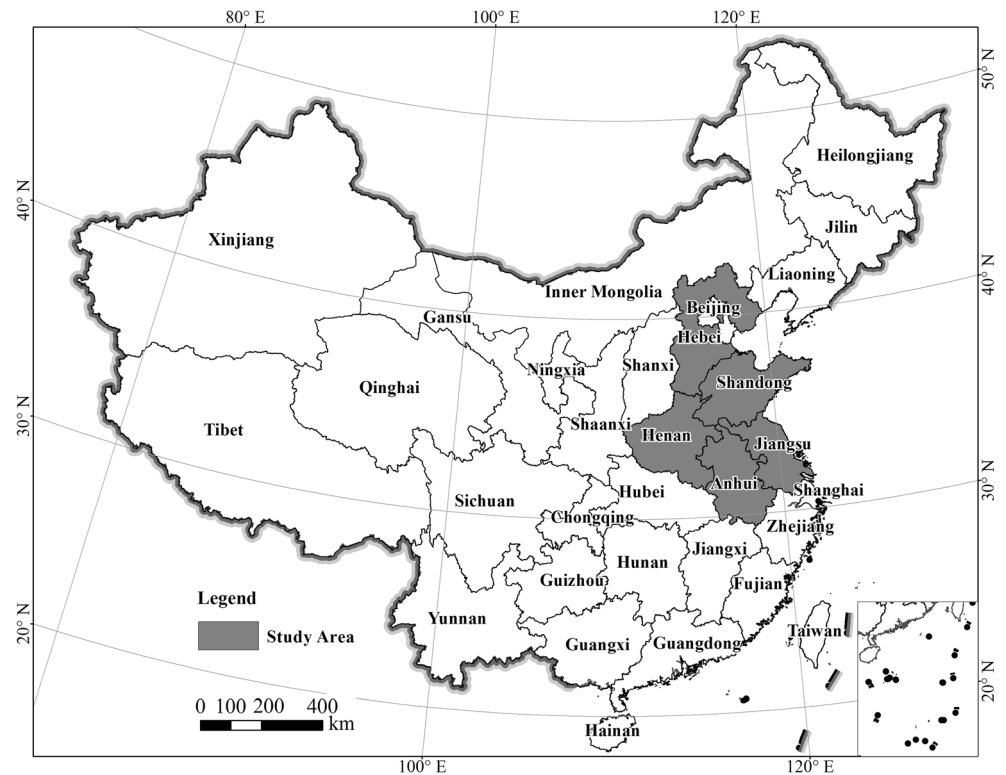 80° E
100° E
120° E
50° N
40° N
Heilongjiang
Jilin
Xinjiang
Liaoning
40° N
Inner Mongolia
Beijing
Gansu
Hebei
Shanxi
Ningxia
Qinghai
Shandong
30° N
Tibet
Shaanxi
Henan
Jiangsu
Anhui
30° N
Shanghai
Hubei
Sichuan
Chongqing
Zhejiang
Jiangxi
Hunan
Guizhou
Fujian
Legend
Yunnan
20° N
Study Area
Taiwan
Guangxi
Guangdong
20° N
0 100 200 400
km
Hainan
100° E
120° E